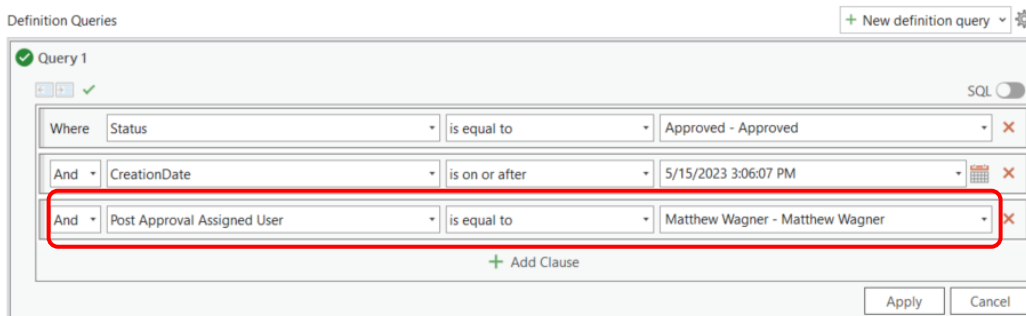 Definition Queries
+ New definition query
Query 1
SQL
Where Status is equal to Approved - Approved
And CreationDate is on or after 5/15/2023 3:06:07 PM
And Post Approval Assigned User is equal to Matthew Wagner - Matthew Wagner
+ Add Clause
Apply Cancel